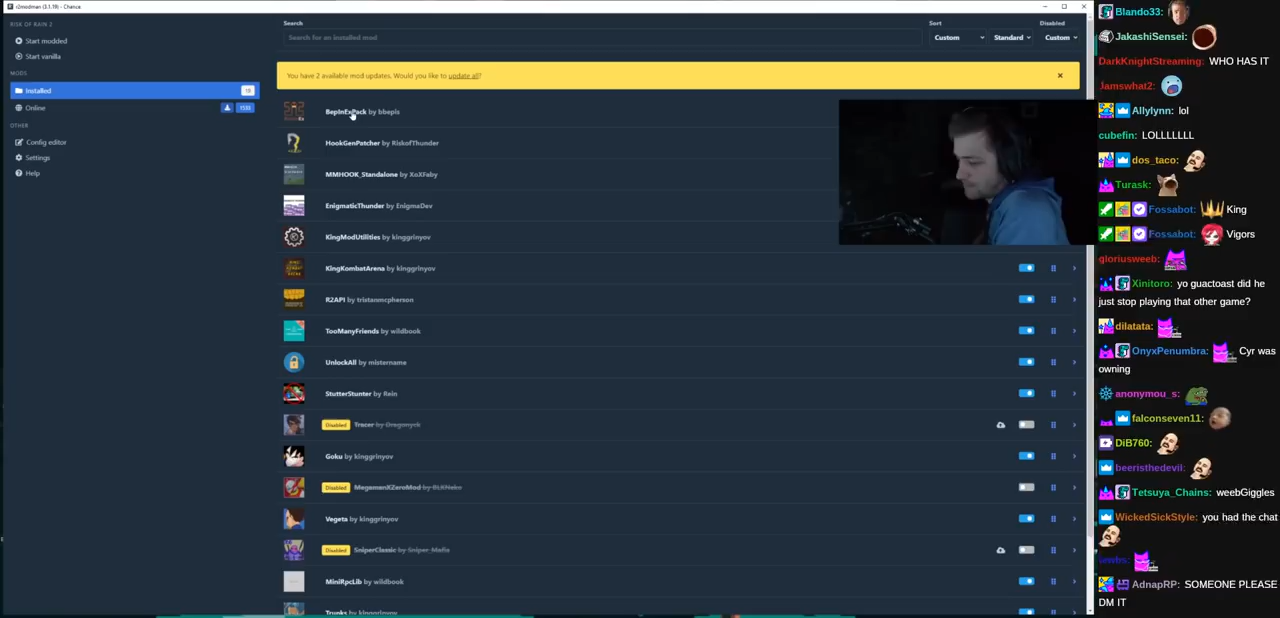 r2modman (3.1.19) - Chance
RISK OF RAIN 2
Start modded
Start vanilla
MODS
Installed 19
Online
OTHER
Config editor
Settings
Help
Search
Search for an installed mod
Sort
Custom
Standard
Disabled
Custom
You have 2 available mod updates. Would you like to update all?
BepInExPack by bbepis
HookGenPatcher by RiskofThunder
MMHOOK_Standalone by XoXFaby
EnigmaticThunder by EnigmaDev
KingModUtilities by kinggrinyov
KingKombatArena by kinggrinyov
R2API by tristanmcpherson
TooManyFriends by wildbook
UnlockAll by mistername
StutterStunter by Rein
Disabled Tracer by Dragonyck
Goku by kinggrinyov
Disabled MegamanXZeroMod by BLKNeko
Vegeta by kinggrinyov
Disabled SniperClassic by Sniper_Mafia
MiniRpcLib by wildbook
Trunks by kinggrinyov
Blando33:
JakashiSensei:
DarkKnightStreaming: WHO HAS IT
Jamswhat2:
Allylynn: lol
cubefin: LOLLLLLLL
dos_taco:
Turask:
Fossabot: King
Fossabot: Vigors
gloriusweeb:
Xinitoro: yo guactoast did he
just stop playing that other game?
dilatata:
OnyxPenumbra: Cyr was
owning
anonymou_s:
falconseven11:
DiB760:
beeristhedevil:
Tetsuya_Chains: weebGiggles
WickedSickStyle: you had the chat
AdnapRP: SOMEONE PLEASE
DM IT